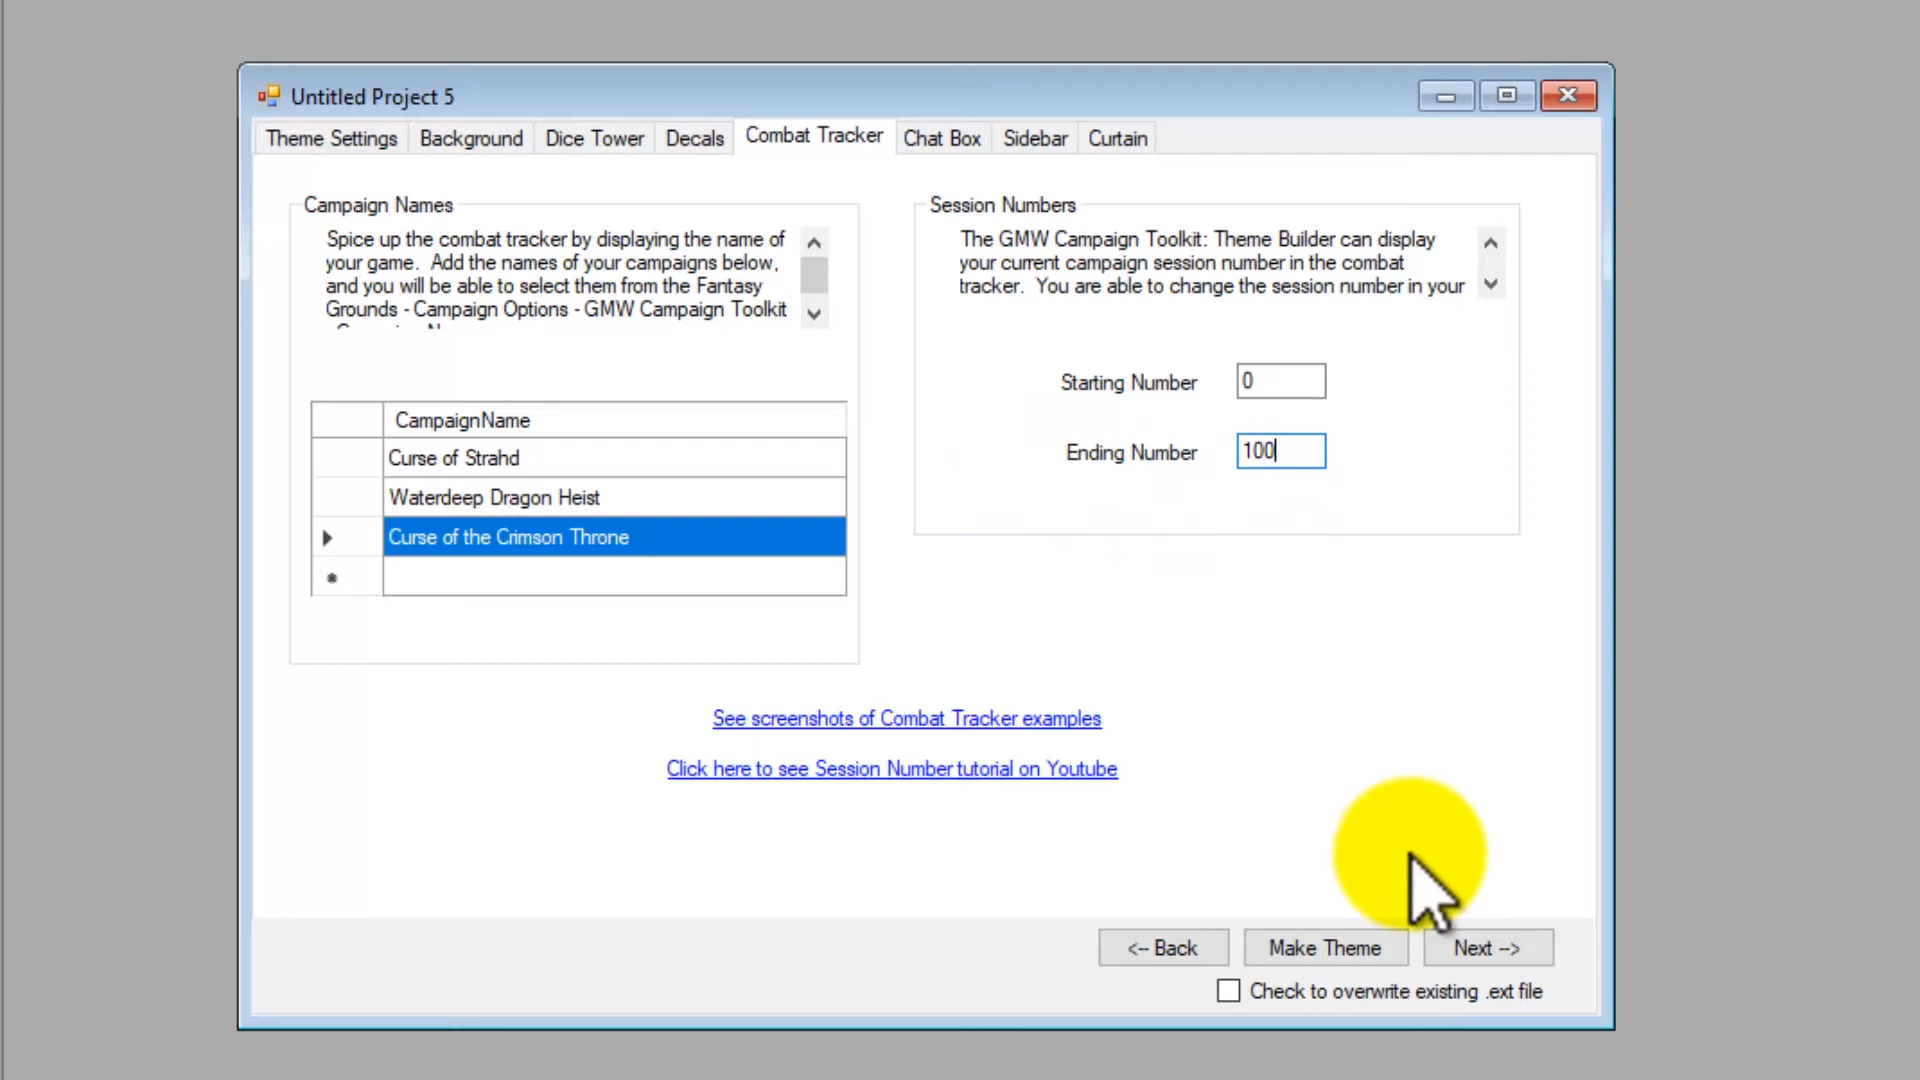 Untitled Project 5
Theme Settings Background Dice Tower Decals Combat Tracker Chat Box Sidebar Curtain
Campaign Names
Spice up the combat tracker by displaying the name of
your game. Add the names of your campaigns below,
and you will be able to select them from the Fantasy
Grounds - Campaign Options - GMW Campaign Toolkit
CampaignName
Curse of Strahd
Waterdeep Dragon Heist
Curse of the Crimson Throne
Session Numbers
The GMW Campaign Toolkit: Theme Builder can display
your current campaign session number in the combat
tracker. You are able to change the session number in your
Starting Number 0
Ending Number 100
See screenshots of Combat Tracker examples
Click here to see Session Number tutorial on Youtube
<-- Back Make Theme Next -->
Check to overwrite existing .ext file